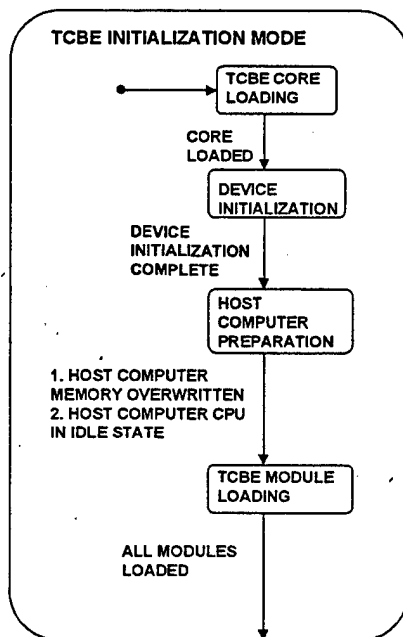 TCBE INITIALIZATION MODE
TCBE CORE
LOADING
CORE
LOADED
DEVICE
INITIALIZATION
DEVICE
INITIALIZATION
COMPLETE
HOST
COMPUTER
PREPARATION
1. HOST COMPUTER
MEMORY OVERWRITTEN
2. HOST COMPUTER CPU
IN IDLE STATE
TCBE MODULE
LOADING
ALL MODULES
LOADED